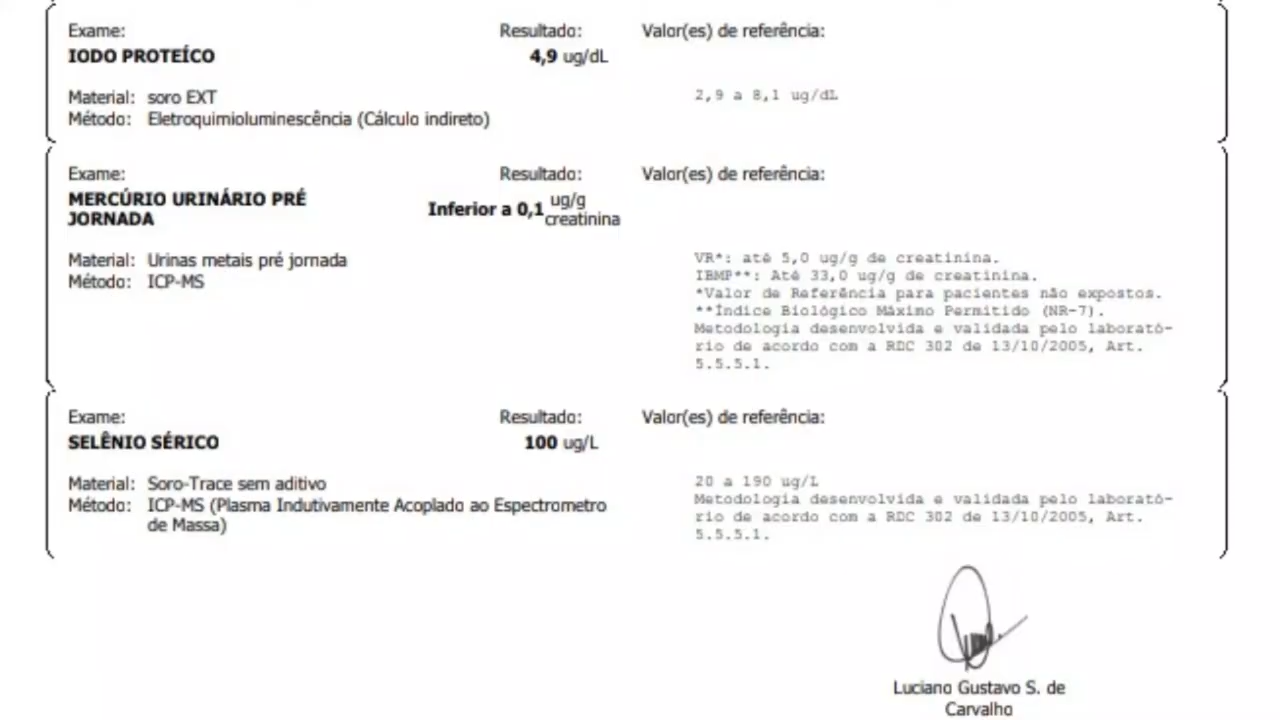 Exame: Resultado: Valor(es) de referência:
IODO PROTEÍCO 4,9 ug/dL
Material: soro EXT 2,9 a 8,1 ug/dL
Método: Eletroquimioluminescência (Cálculo indireto)
Exame: Resultado: Valor(es) de referência:
MERCÚRIO URINÁRIO PRÉ JORNADA Inferior a 0,1 ug/g creatinina
Material: Urinas metais pré jornada
Método: ICP-MS
VR*: até 5,0 ug/g de creatinina.
IBMP**: Até 33,0 ug/g de creatinina.
*Valor de Referência para pacientes não expostos.
**Índice Biológico Máximo Permitido (NR-7).
Metodologia desenvolvida e validada pelo laborató-
rio de acordo com a RDC 302 de 13/10/2005, Art.
5.5.5.1.
Exame: Resultado: Valor(es) de referência:
SELÊNIO SÉRICO 100 ug/L
Material: Soro-Trace sem aditivo
Método: ICP-MS (Plasma Indutivamente Acoplado ao Espectrometro
de Massa)
20 a 190 ug/L
Metodologia desenvolvida e validada pelo laborató-
rio de acordo com a RDC 302 de 13/10/2005, Art.
5.5.5.1.
Luciano Gustavo S. de
Carvalho